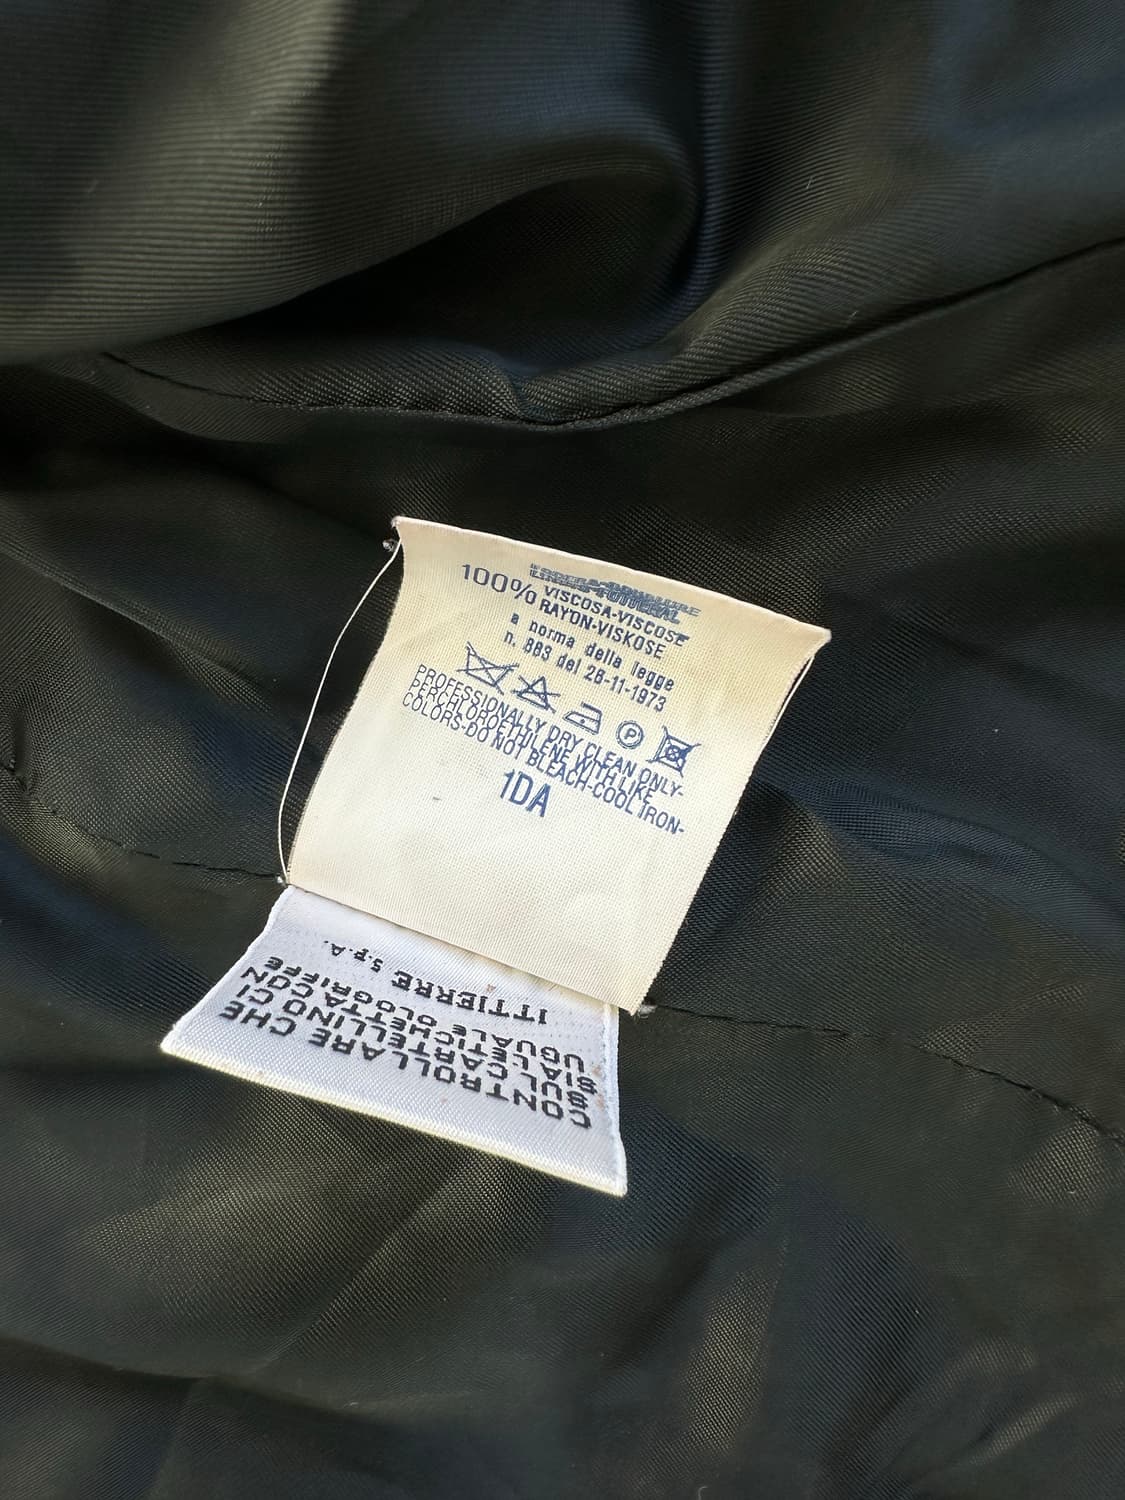 100% VISCOSA-VISCOSE
RAYON-VISKOSE
a norma della legge
n. 883 del 26-11-1973
P
PROFESSIONALLY DRY CLEAN ONLY-
PERCHLOROETHILENE WITH LIKE
COLORS-DO NOT BLEACH-COOL IRON-
1DA
CONTROLLARE CHE
SUL CARTELLINO CI
SIA L'ETICHETTA CON
UGUALE OLOGRIFFE
ITTIERRE S.p.A.